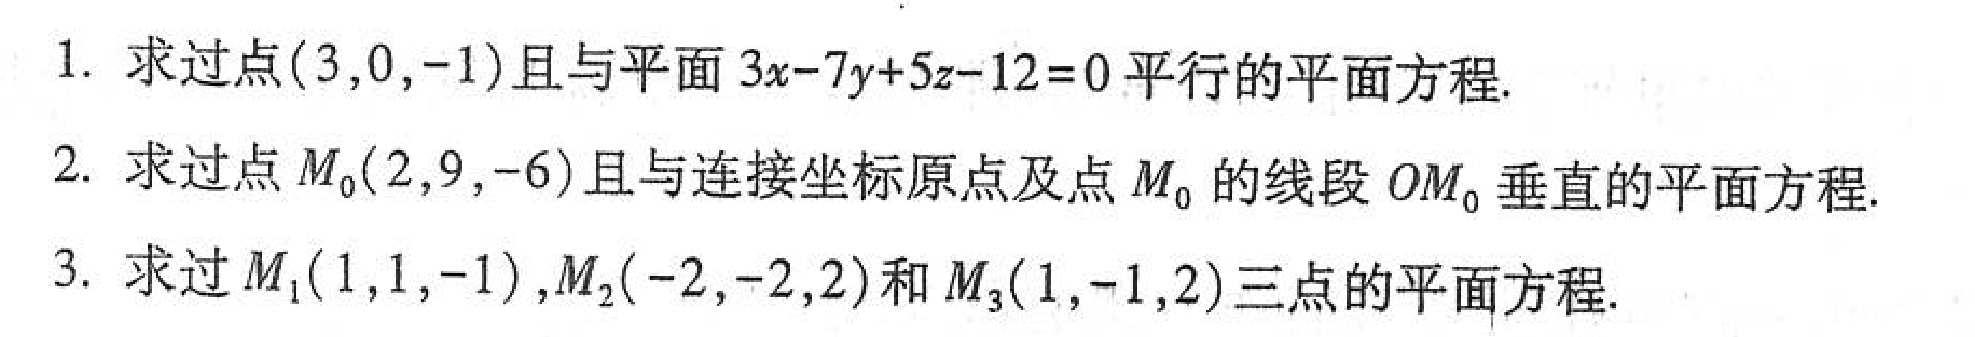 1. 求过点(3,0,-1)且与平面 3x-7y+5z-12=0 平行的平面方程.
2. 求过点 M₀(2,9,-6)且与连接坐标原点及点 M₀ 的线段 OM₀ 垂直的平面方程.
3. 求过 M₁(1,1,-1),M₂(-2,-2,2)和 M₃(1,-1,2)三点的平面方程.